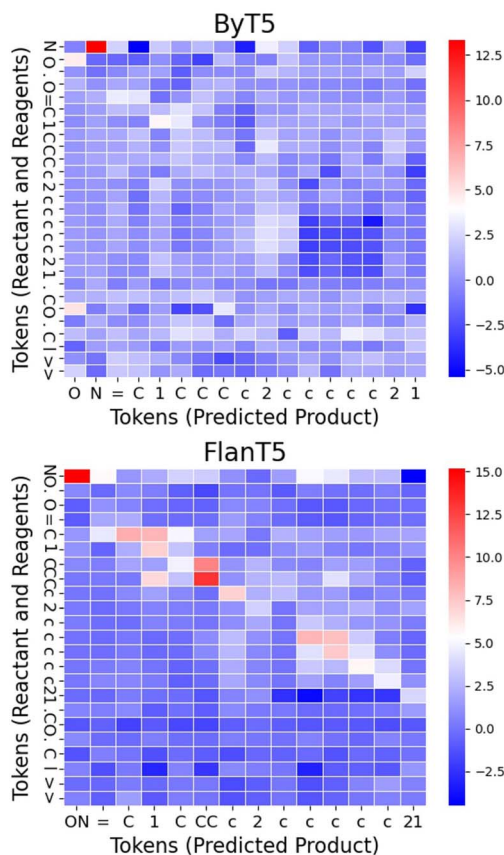 ByT5
Tokens (Reactant and Reagents)
N O . O = C 1 C C C c 2 c c c c c c 2 1 . C O . C l > >
O N = C 1 C C C c 2 c c c c c 2 1
Tokens (Predicted Product)
12.5
10.0
7.5
5.0
2.5
0.0
−2.5
−5.0
FlanT5
Tokens (Reactant and Reagents)
NO . O = C 1 C CC c 2 c c c c c 21 . CO . C l > >
ON = C 1 C CC c 2 c c c c c 21
Tokens (Predicted Product)
15.0
12.5
10.0
7.5
5.0
2.5
0.0
−2.5